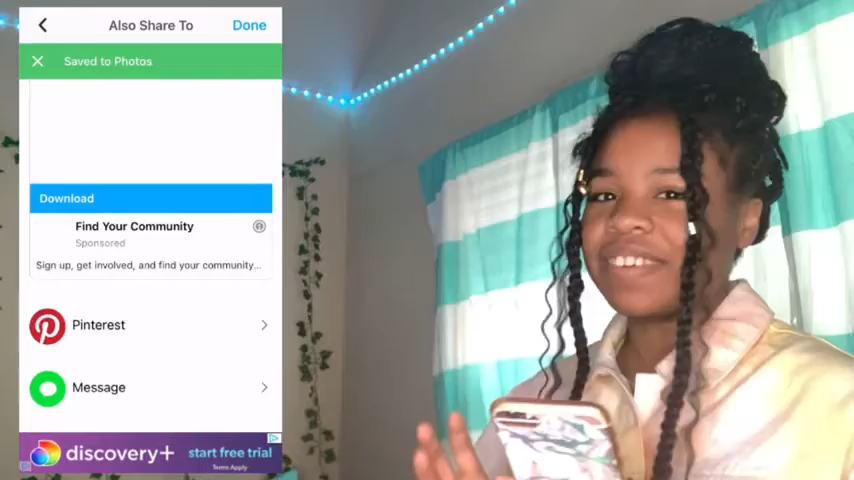 Also Share To
Done
Saved to Photos
Download
Find Your Community
Sponsored
Sign up, get involved, and find your community...
Pinterest
Message
discovery+
start free trial
Terms Apply